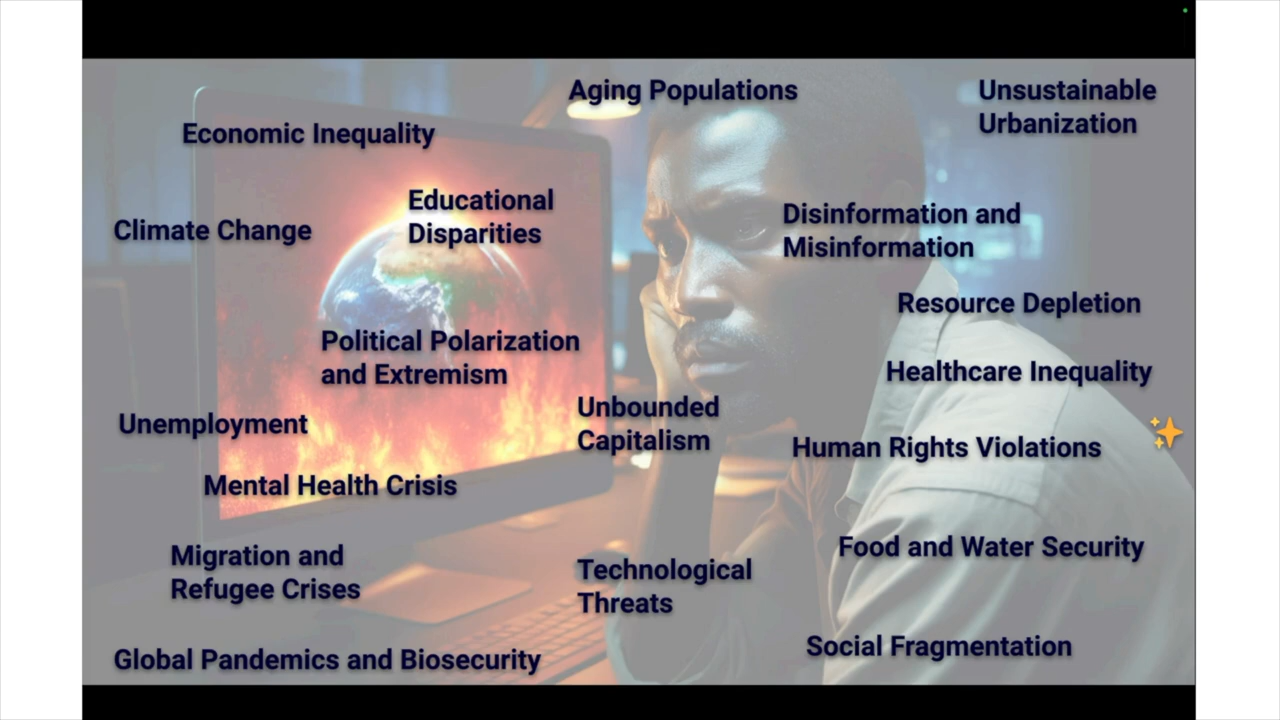 Aging Populations
Unsustainable
Urbanization
Economic Inequality
Educational
Disparities
Climate Change
Disinformation and
Misinformation
Resource Depletion
Political Polarization
and Extremism
Healthcare Inequality
Unemployment
Unbounded
Capitalism
Human Rights Violations
Mental Health Crisis
Migration and
Refugee Crises
Technological
Threats
Food and Water Security
Global Pandemics and Biosecurity
Social Fragmentation